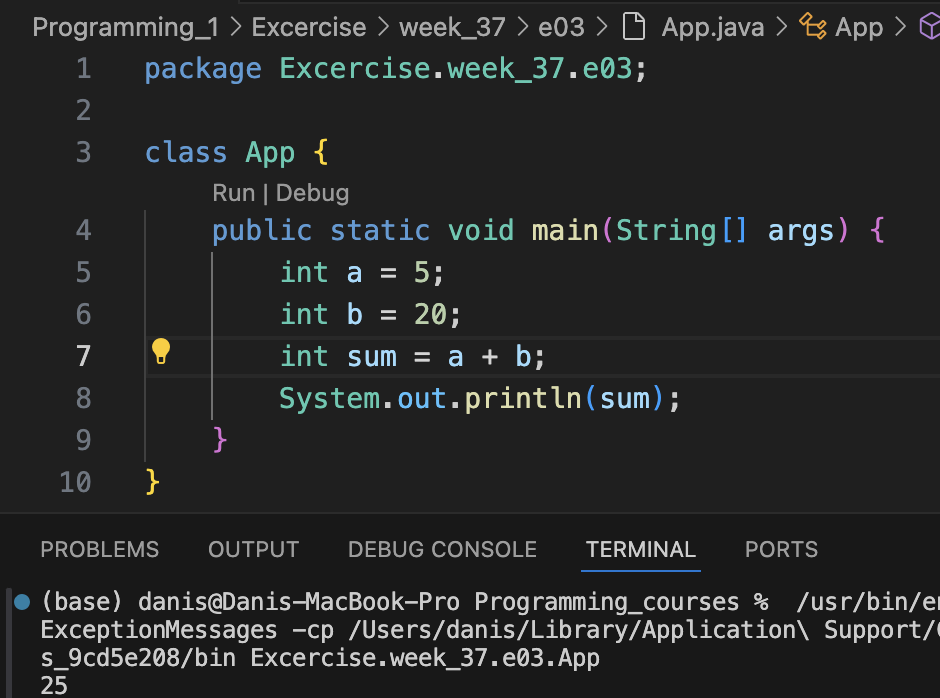 Programming_1 > Excercise > week_37 > e03 > App.java > App >
1 package Excercise.week_37.e03;
2
3 class App {
Run | Debug
4 public static void main(String[] args) {
5 int a = 5;
6 int b = 20;
7 int sum = a + b;
8 System.out.println(sum);
9 }
10 }
PROBLEMS OUTPUT DEBUG CONSOLE TERMINAL PORTS
(base) danis@Danis-MacBook-Pro Programming_courses % /usr/bin/en
ExceptionMessages -cp /Users/danis/Library/Application\ Support/
s_9cd5e208/bin Excercise.week_37.e03.App
25